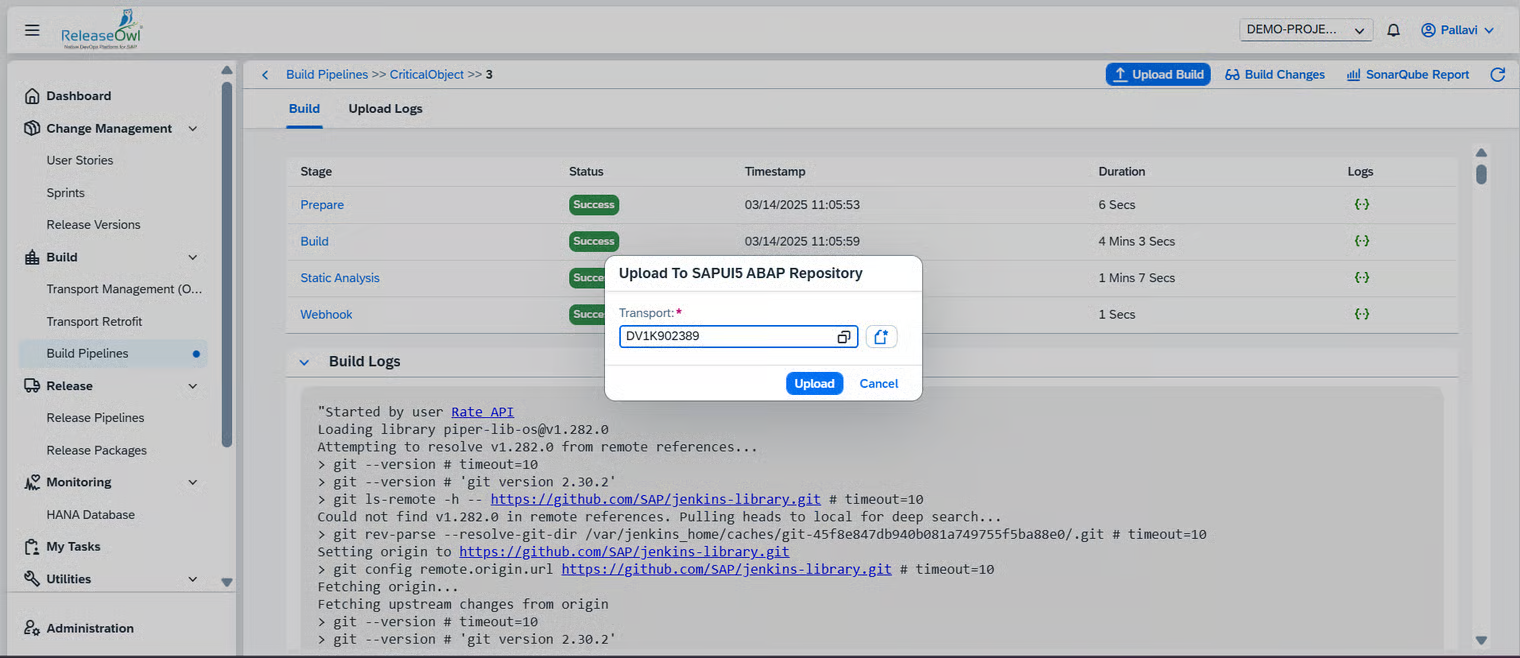 ReleaseOwl
Native DevOps Platform for SAP
DEMO-PROJE...
Pallavi
Dashboard
Change Management
User Stories
Sprints
Release Versions
Build
Transport Management (O...
Transport Retrofit
Build Pipelines
Release
Release Pipelines
Release Packages
Monitoring
HANA Database
My Tasks
Utilities
Administration
Build Pipelines >> CriticalObject >> 3
Upload Build
Build Changes
SonarQube Report
Build Upload Logs
Stage Status Timestamp Duration Logs
Prepare Success 03/14/2025 11:05:53 6 Secs
Build Success 03/14/2025 11:05:59 4 Mins 3 Secs
Static Analysis Succe 1 Mins 7 Secs
Webhook Succe 1 Secs
Upload To SAPUI5 ABAP Repository
Transport:*
DV1K902389
Upload Cancel
Build Logs
"Started by user Rate API
Loading library piper-lib-os@v1.282.0
Attempting to resolve v1.282.0 from remote references...
> git --version # timeout=10
> git --version # 'git version 2.30.2'
> git ls-remote -h -- https://github.com/SAP/jenkins-library.git # timeout=10
Could not find v1.282.0 in remote references. Pulling heads to local for deep search...
> git rev-parse --resolve-git-dir /var/jenkins_home/caches/git-45f8e847db940b081a749755f5ba88e0/.git # timeout=10
Setting origin to https://github.com/SAP/jenkins-library.git
> git config remote.origin.url https://github.com/SAP/jenkins-library.git # timeout=10
Fetching origin...
Fetching upstream changes from origin
> git --version # timeout=10
> git --version # 'git version 2.30.2'